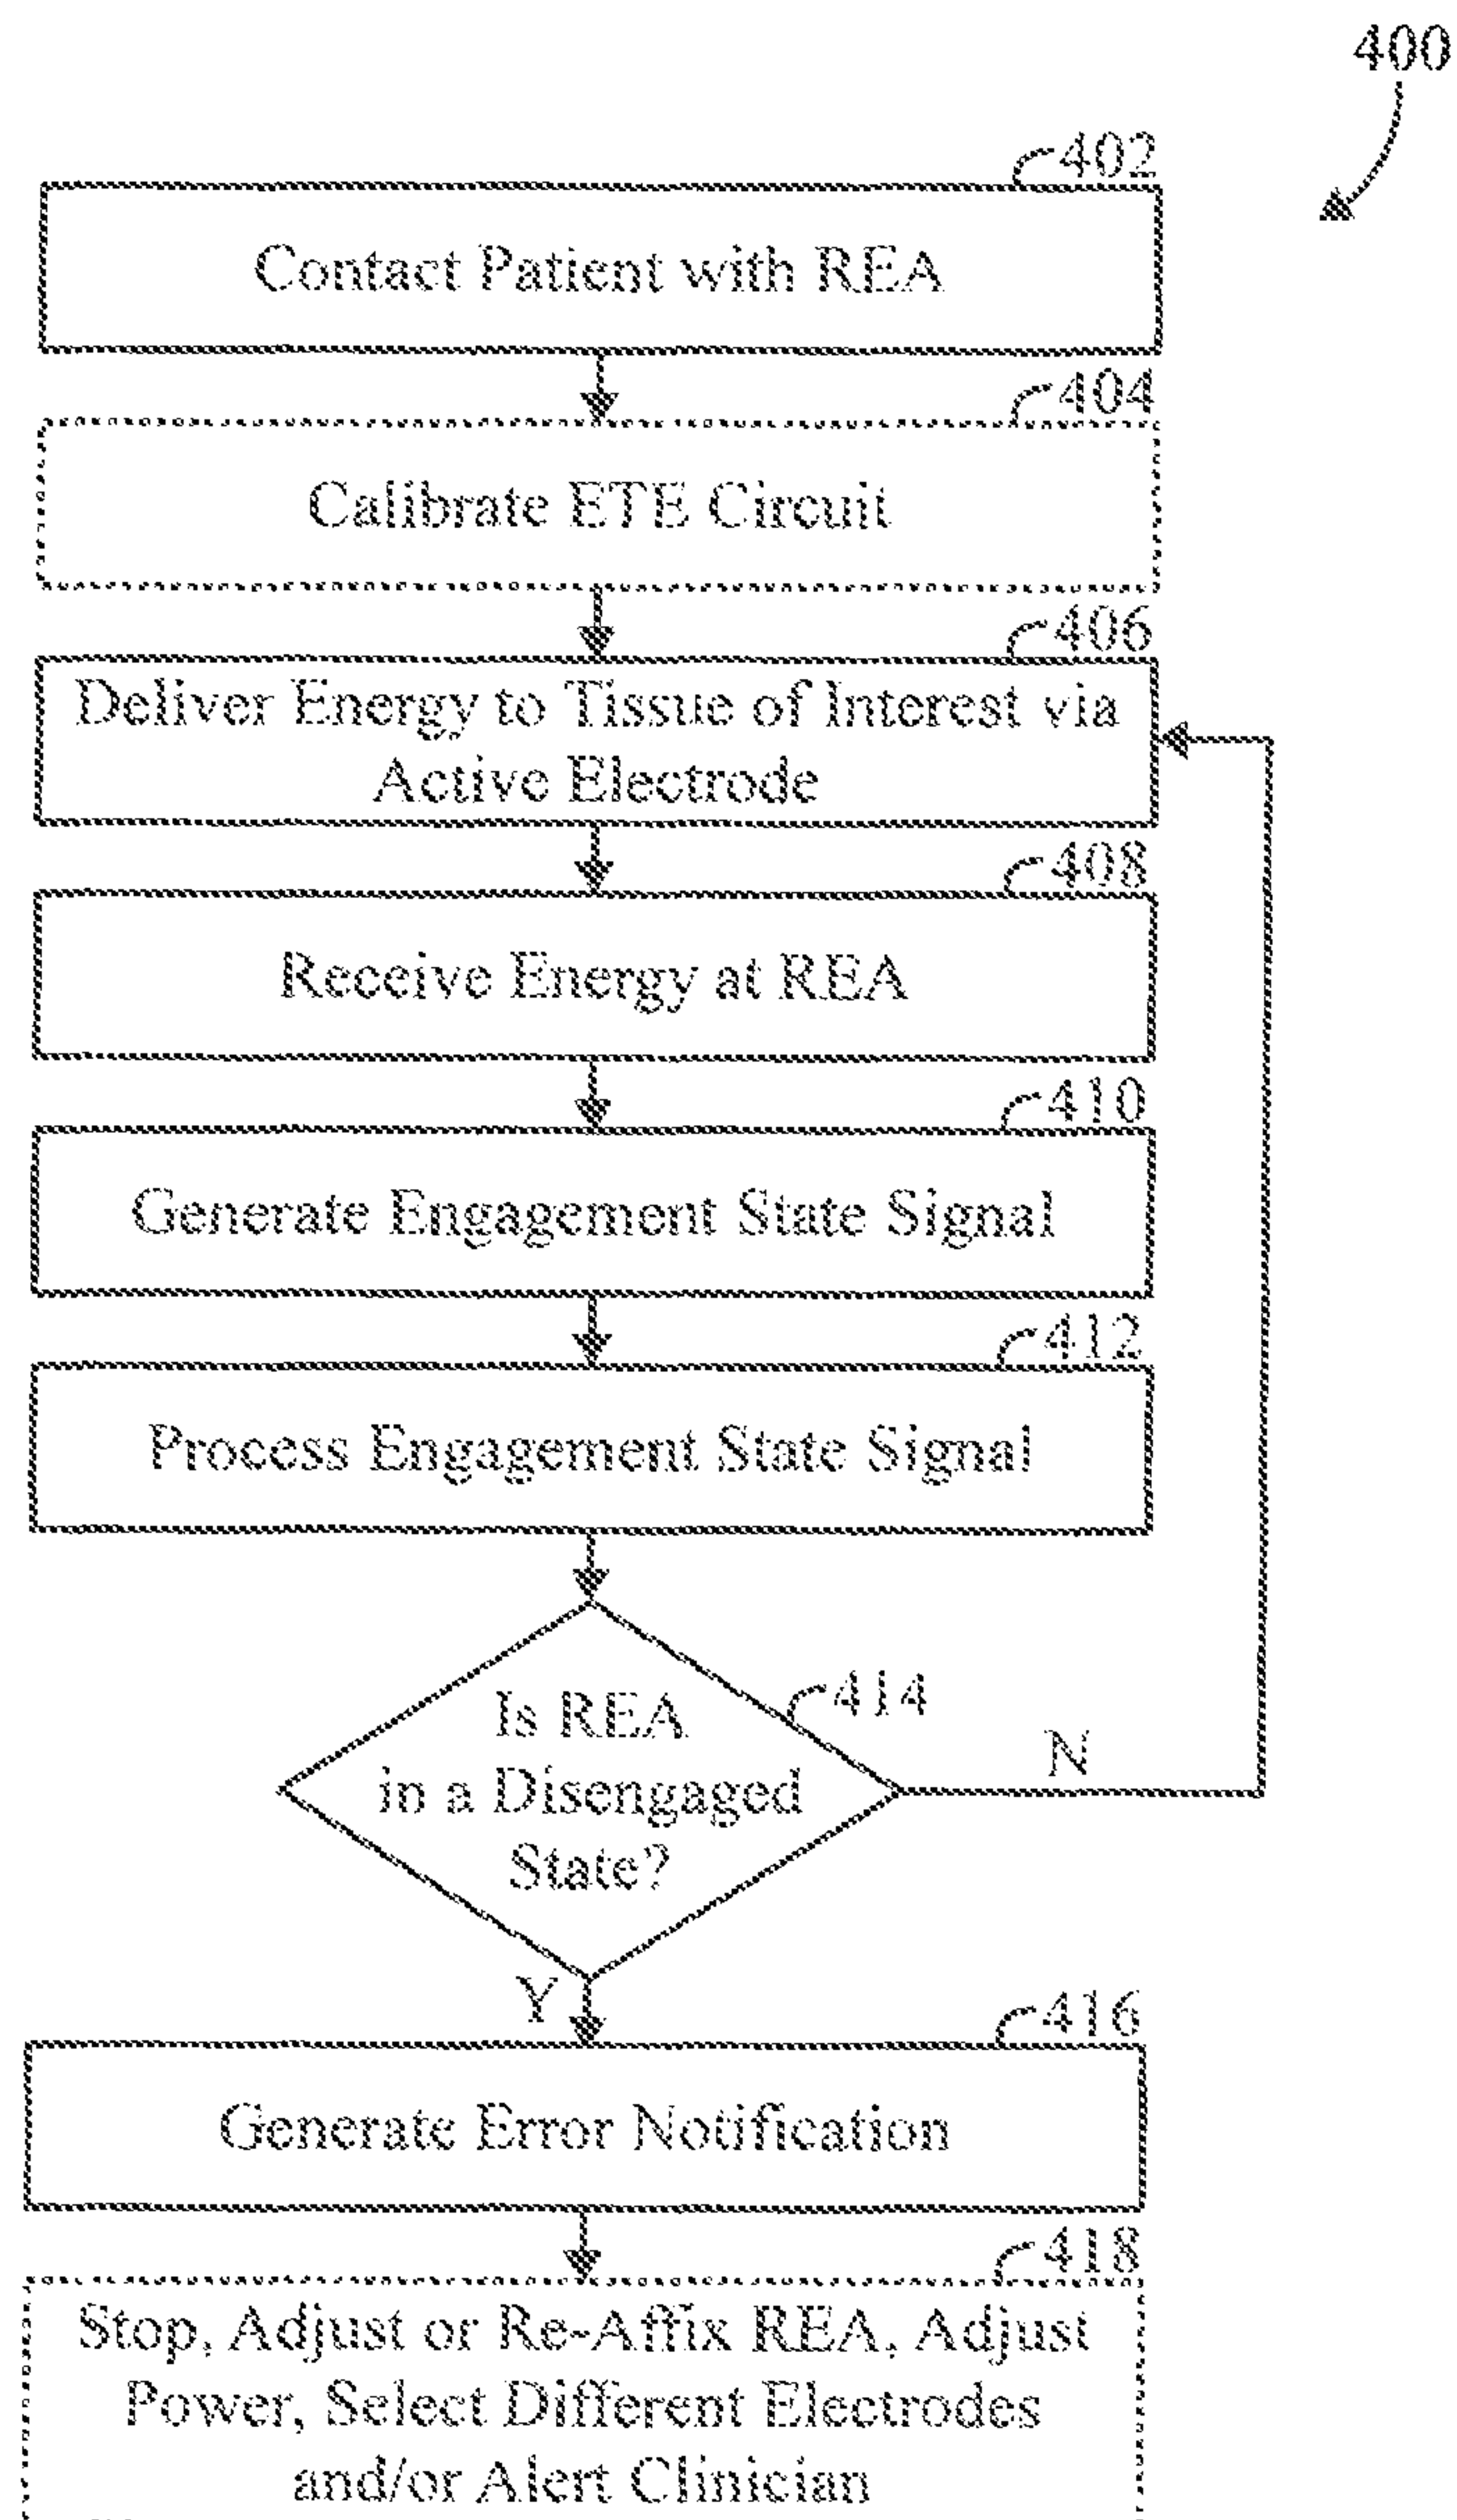 400
402
Contact Patient with REA
404
Calibrate ETE Circuit
406
Deliver Energy to Tissue of Interest via
Active Electrode
408
Receive Energy at REA
410
Generate Engagement State Signal
412
Process Engagement State Signal
414
Is REA
in a Disengaged
State?
N
Y
416
Generate Error Notification
418
Stop, Adjust or Re-Affix REA, Adjust
Power, Select Different Electrodes
and/or Alert Clinician